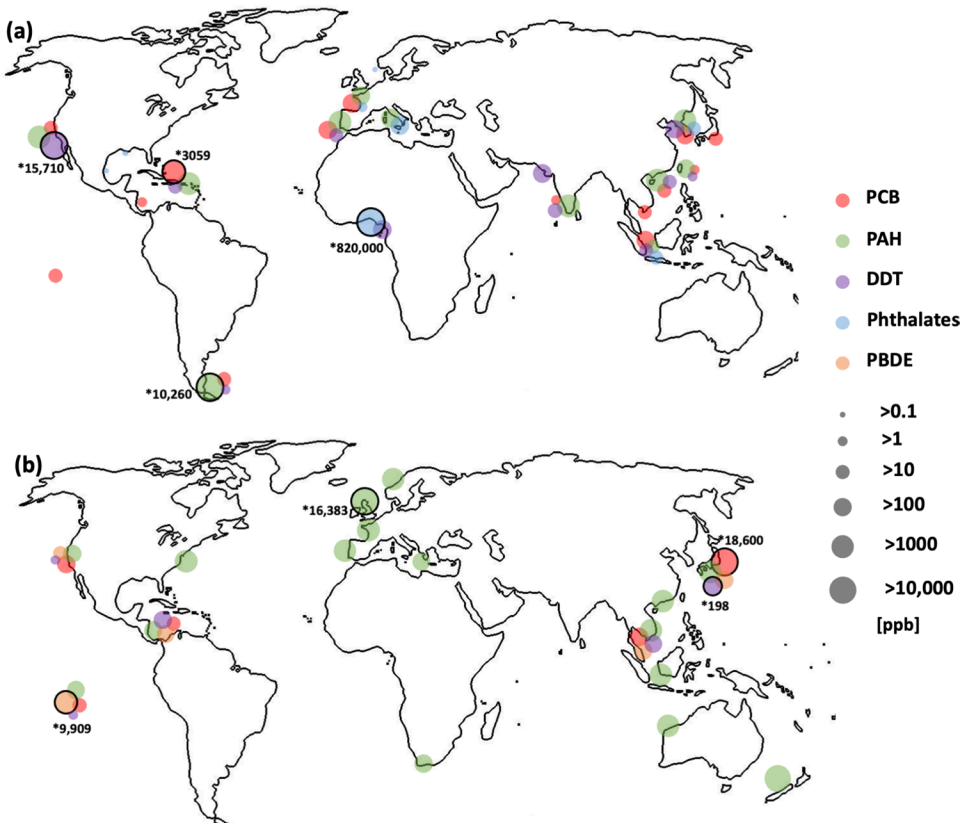 (a)
*15,710
*3059
*820,000
*10,260
PCB
PAH
DDT
Phthalates
PBDE
>0.1
>1
>10
>100
>1000
>10,000
[ppb]
(b)
*16,383
*18,600
*198
*9,909